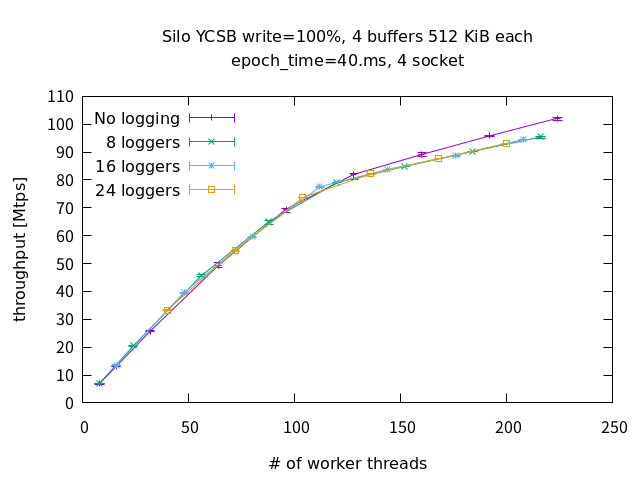 Silo YCSB write=100%, 4 buffers 512 KiB each
epoch_time=40.ms, 4 socket
110
100
90
80
70
60
50
40
30
20
10
0
throughput [Mtps]
No logging
8 loggers
16 loggers
24 loggers
0 50 100 150 200 250
# of worker threads